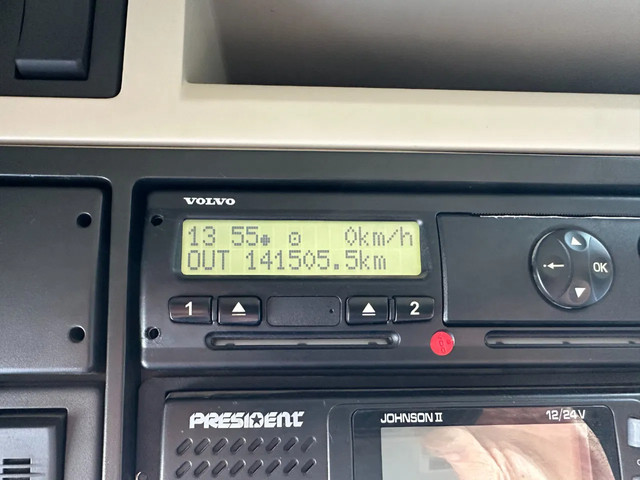 VOLVO
13 55● ⊙ 0km/h
OUT 141505.5km
1 2
OK
PRESIDENT
JOHNSON II 12/24V